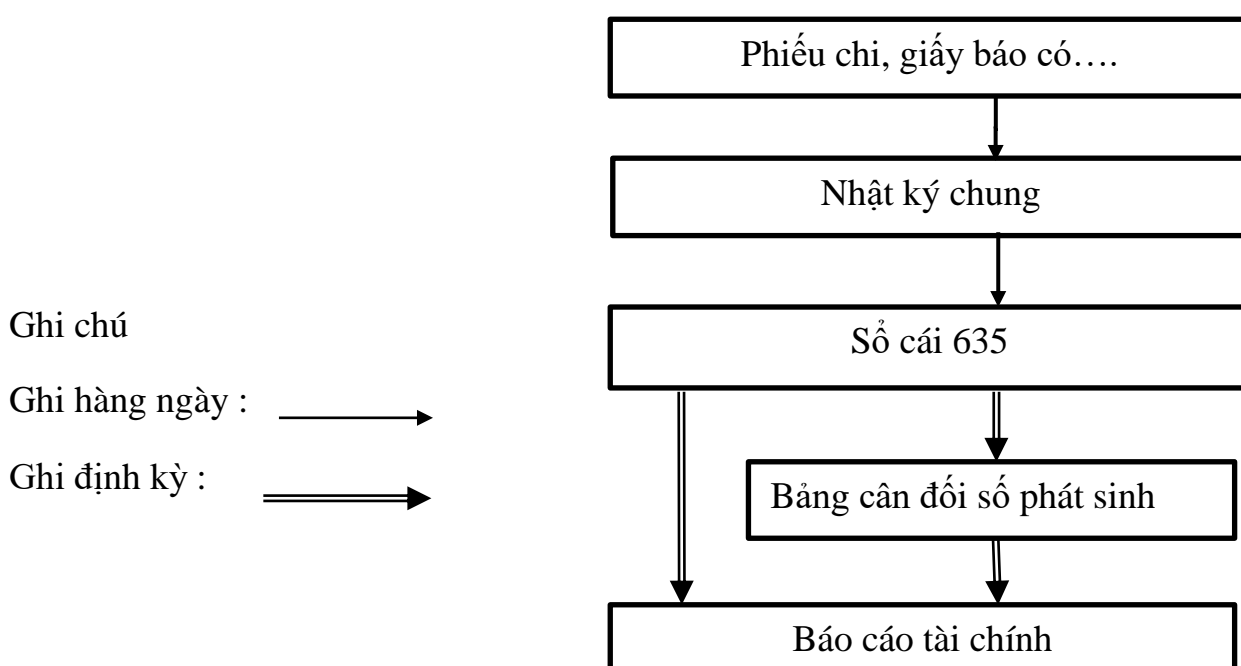 Phiếu chi, giấy báo có….
Nhật ký chung
Sổ cái 635
Ghi chú
Ghi hàng ngày :
Ghi định kỳ :
Bảng cân đối số phát sinh
Báo cáo tài chính